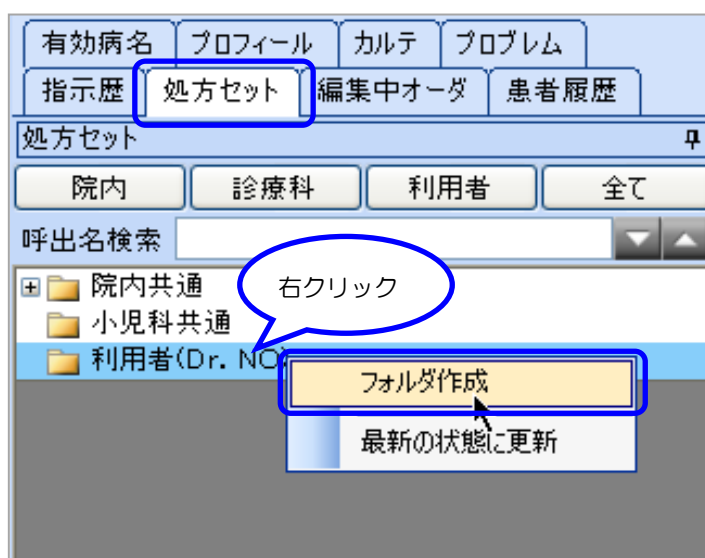 有効病名 プロフィール カルテ プロブレム
指示歴 処方セット 編集中オーダ 患者履歴
処方セット
院内 診療科 利用者 全て
呼出名検索
院内共通
右クリック
小児科共通
利用者(Dr. NO)
フォルダ作成
最新の状態に更新